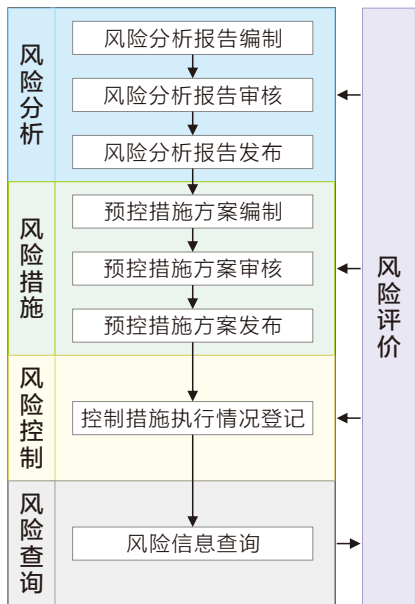 风险分析
风险分析报告编制
风险分析报告审核
风险分析报告发布
风险措施
预控措施方案编制
预控措施方案审核
预控措施方案发布
风险控制
控制措施执行情况登记
风险查询
风险信息查询
风险评价